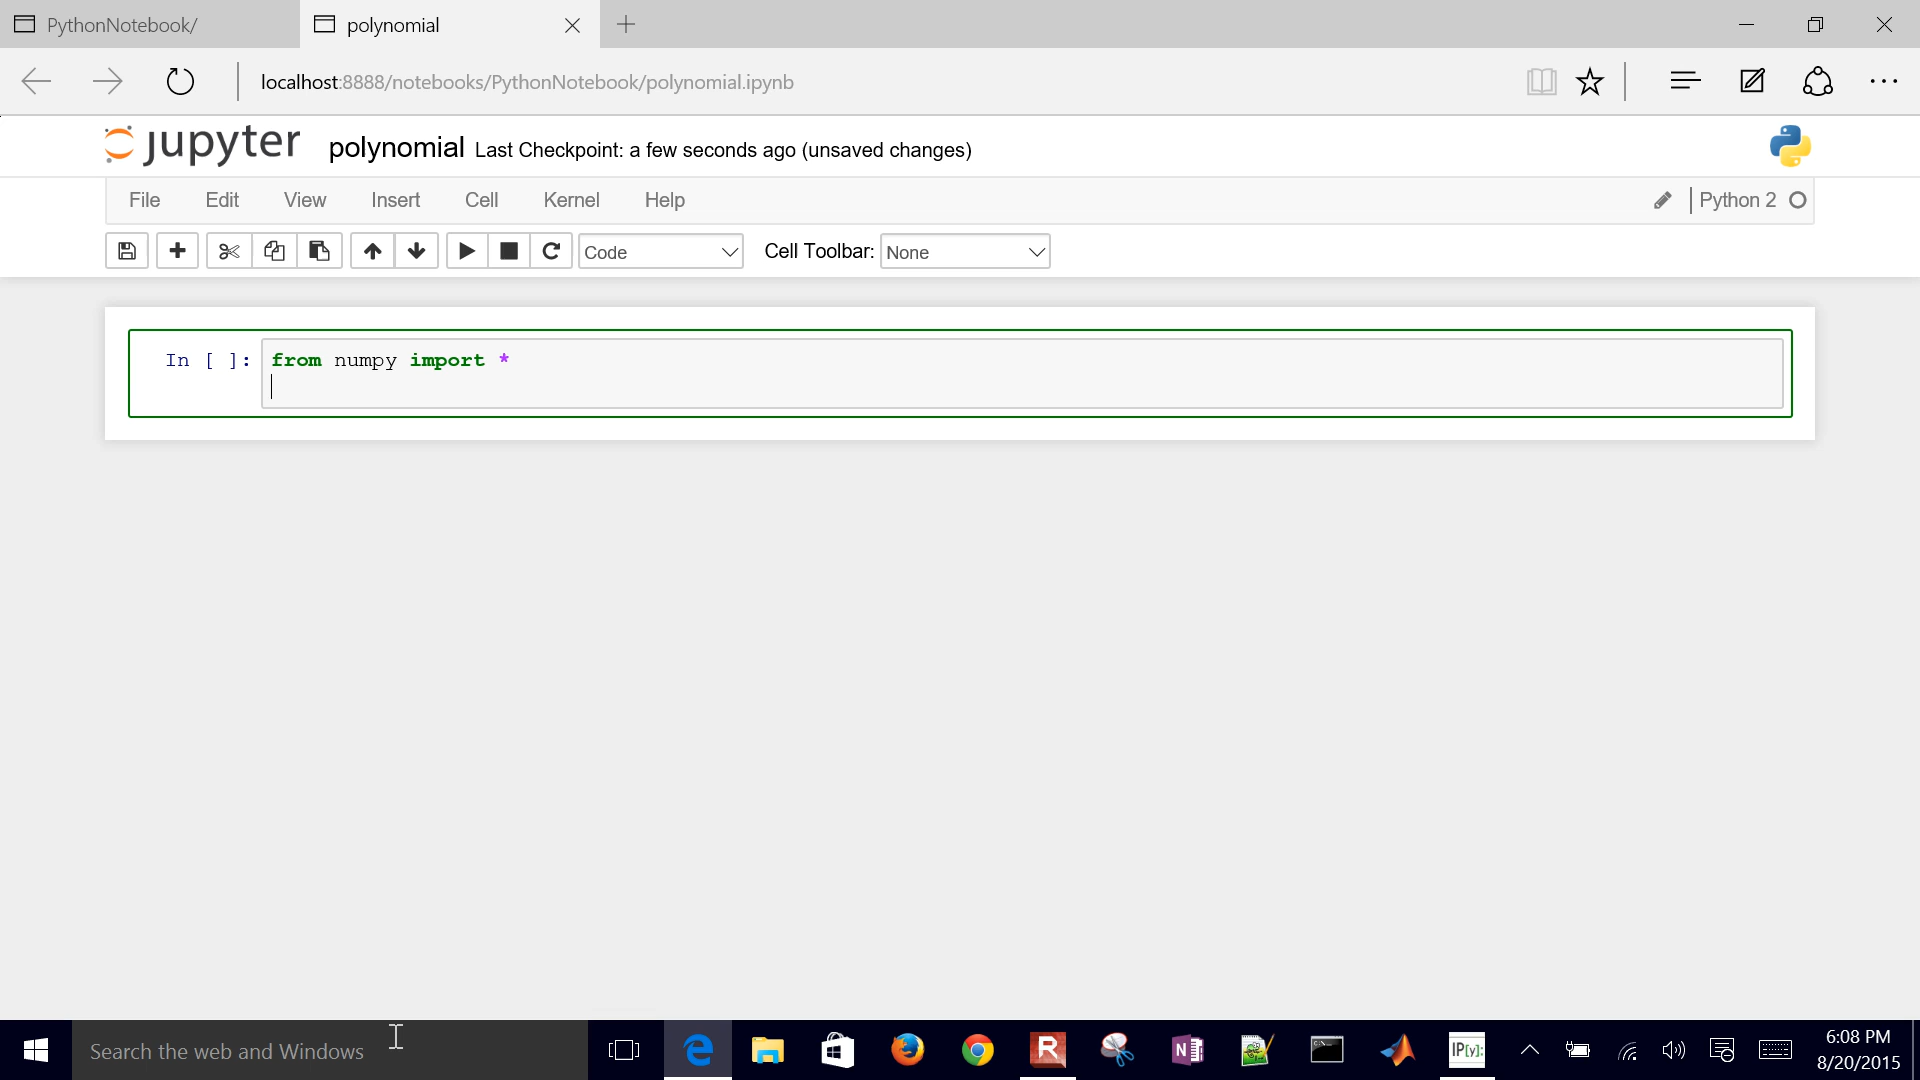 PythonNotebook/
polynomial
localhost:8888/notebooks/PythonNotebook/polynomial.ipynb
jupyter polynomial Last Checkpoint: a few seconds ago (unsaved changes)
File Edit View Insert Cell Kernel Help Python 2
Code Cell Toolbar: None
In [ ]: from numpy import *
Search the web and Windows
R
N
IP[y]:
6:08 PM
8/20/2015